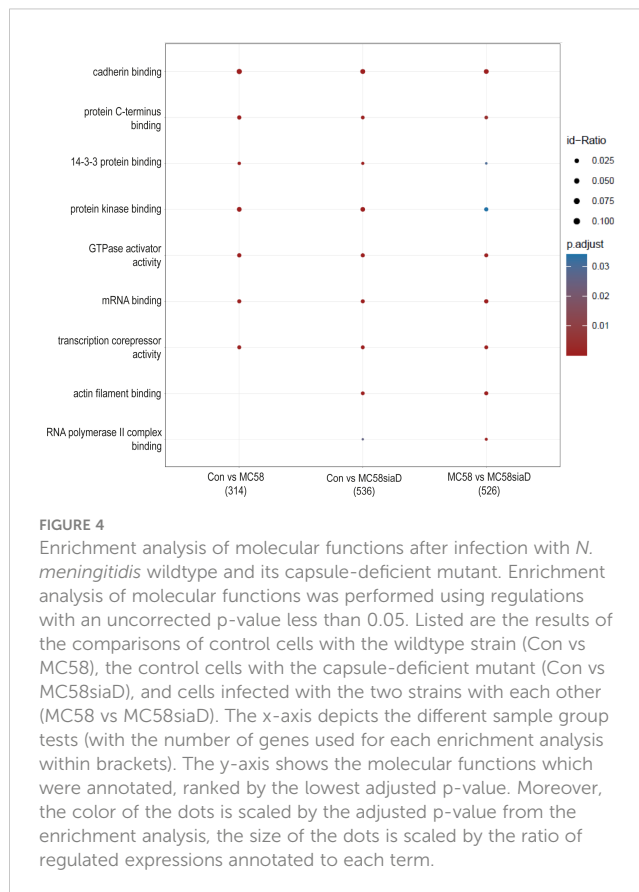 cadherin binding
protein C-terminus
binding
14-3-3 protein binding
protein kinase binding
GTPase activator
activity
mRNA binding
transcription corepressor
activity
actin filament binding
RNA polymerase II complex
binding
Con vs MC58
(314)
Con vs MC58siaD
(536)
MC58 vs MC58siaD
(526)
id-Ratio
0.025
0.050
0.075
0.100
p.adjust
0.03
0.02
0.01
FIGURE 4
Enrichment analysis of molecular functions after infection with N.
meningitidis wildtype and its capsule-deficient mutant. Enrichment
analysis of molecular functions was performed using regulations
with an uncorrected p-value less than 0.05. Listed are the results of
the comparisons of control cells with the wildtype strain (Con vs
MC58), the control cells with the capsule-deficient mutant (Con vs
MC58siaD), and cells infected with the two strains with each other
(MC58 vs MC58siaD). The x-axis depicts the different sample group
tests (with the number of genes used for each enrichment analysis
within brackets). The y-axis shows the molecular functions which
were annotated, ranked by the lowest adjusted p-value. Moreover,
the color of the dots is scaled by the adjusted p-value from the
enrichment analysis, the size of the dots is scaled by the ratio of
regulated expressions annotated to each term.